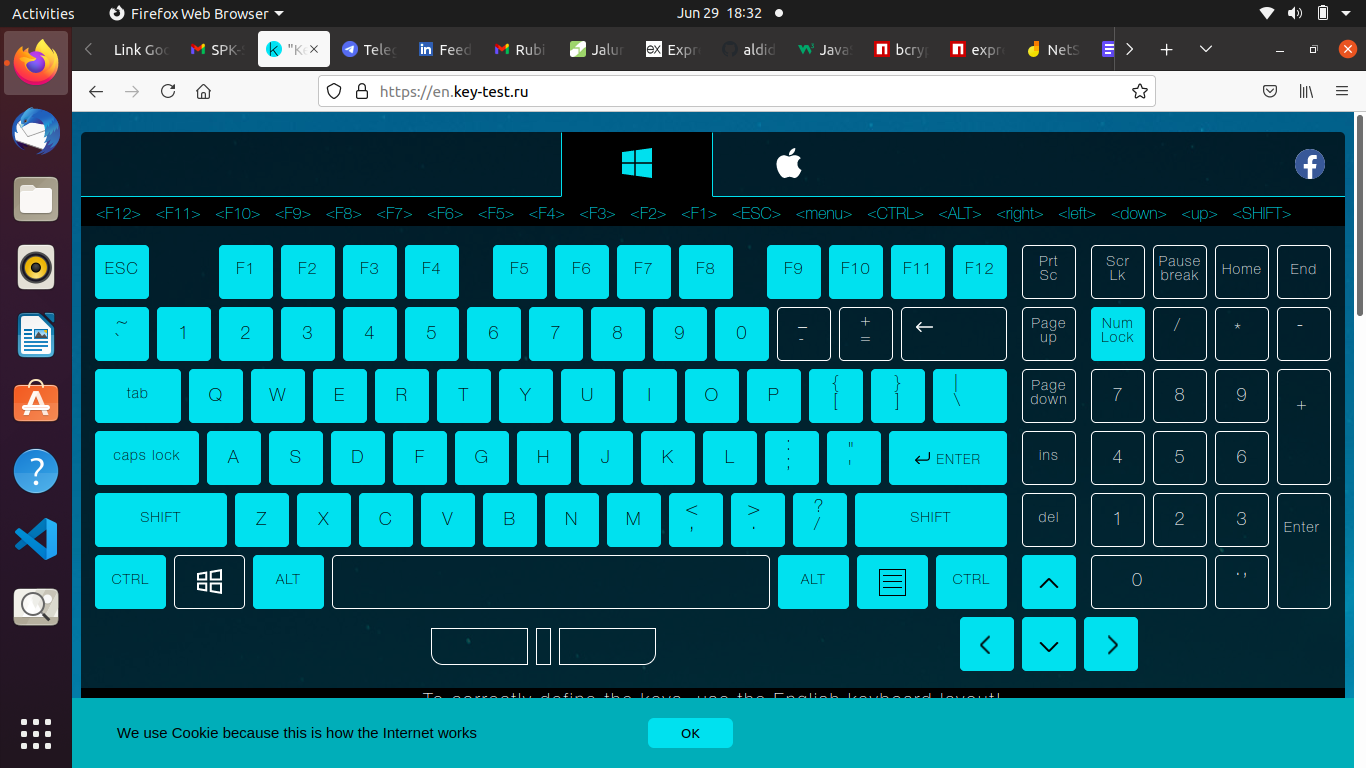 Activities Firefox Web Browser Jun 29 18:32
Link Goo SPK- "Ke Teleg Feed Rubi Jalur Expre aldid JavaS bcryp expre NetS
https://en.key-test.ru
<F12> <F11> <F10> <F9> <F8> <F7> <F6> <F5> <F4> <F3> <F2> <F1> <ESC> <menu> <CTRL> <ALT> <right> <left> <down> <up> <SHIFT>
ESC F1 F2 F3 F4 F5 F6 F7 F8 F9 F10 F11 F12 Prt Sc Scr Lk Pause break Home End
~ ` 1 2 3 4 5 6 7 8 9 0 _ - + = ← Page up Num Lock / * -
tab Q W E R T Y U I O P { [ } ] | \ Page down 7 8 9 +
caps lock A S D F G H J K L : ; " ' ENTER ins 4 5 6
SHIFT Z X C V B N M < , > . ? / SHIFT del 1 2 3 Enter
CTRL ALT ALT CTRL 0 . ,
To correctly define the keys, use the English keyboard layout!
We use Cookie because this is how the Internet works OK